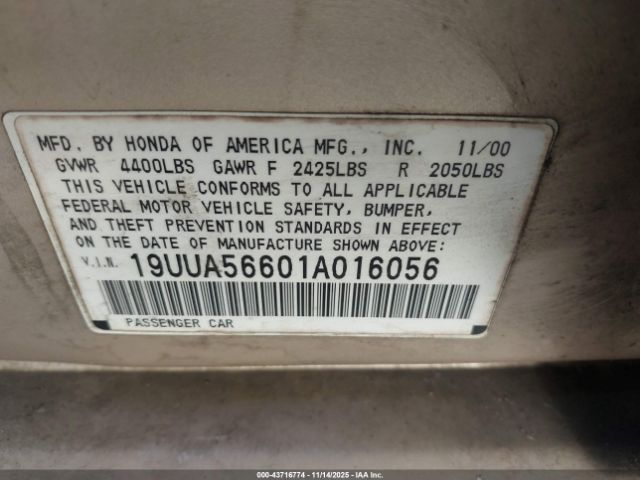 MFD. BY HONDA OF AMERICA MFG., INC. 11/00
GVWR 4400LBS GAWR F 2425LBS R 2050LBS
THIS VEHICLE CONFORMS TO ALL APPLICABLE
FEDERAL MOTOR VEHICLE SAFETY, BUMPER,
AND THEFT PREVENTION STANDARDS IN EFFECT
ON THE DATE OF MANUFACTURE SHOWN ABOVE:
V.I.N. 19UUA56601A016056
PASSENGER CAR
000-43716774 - 11/14/2025 - IAAI.COM